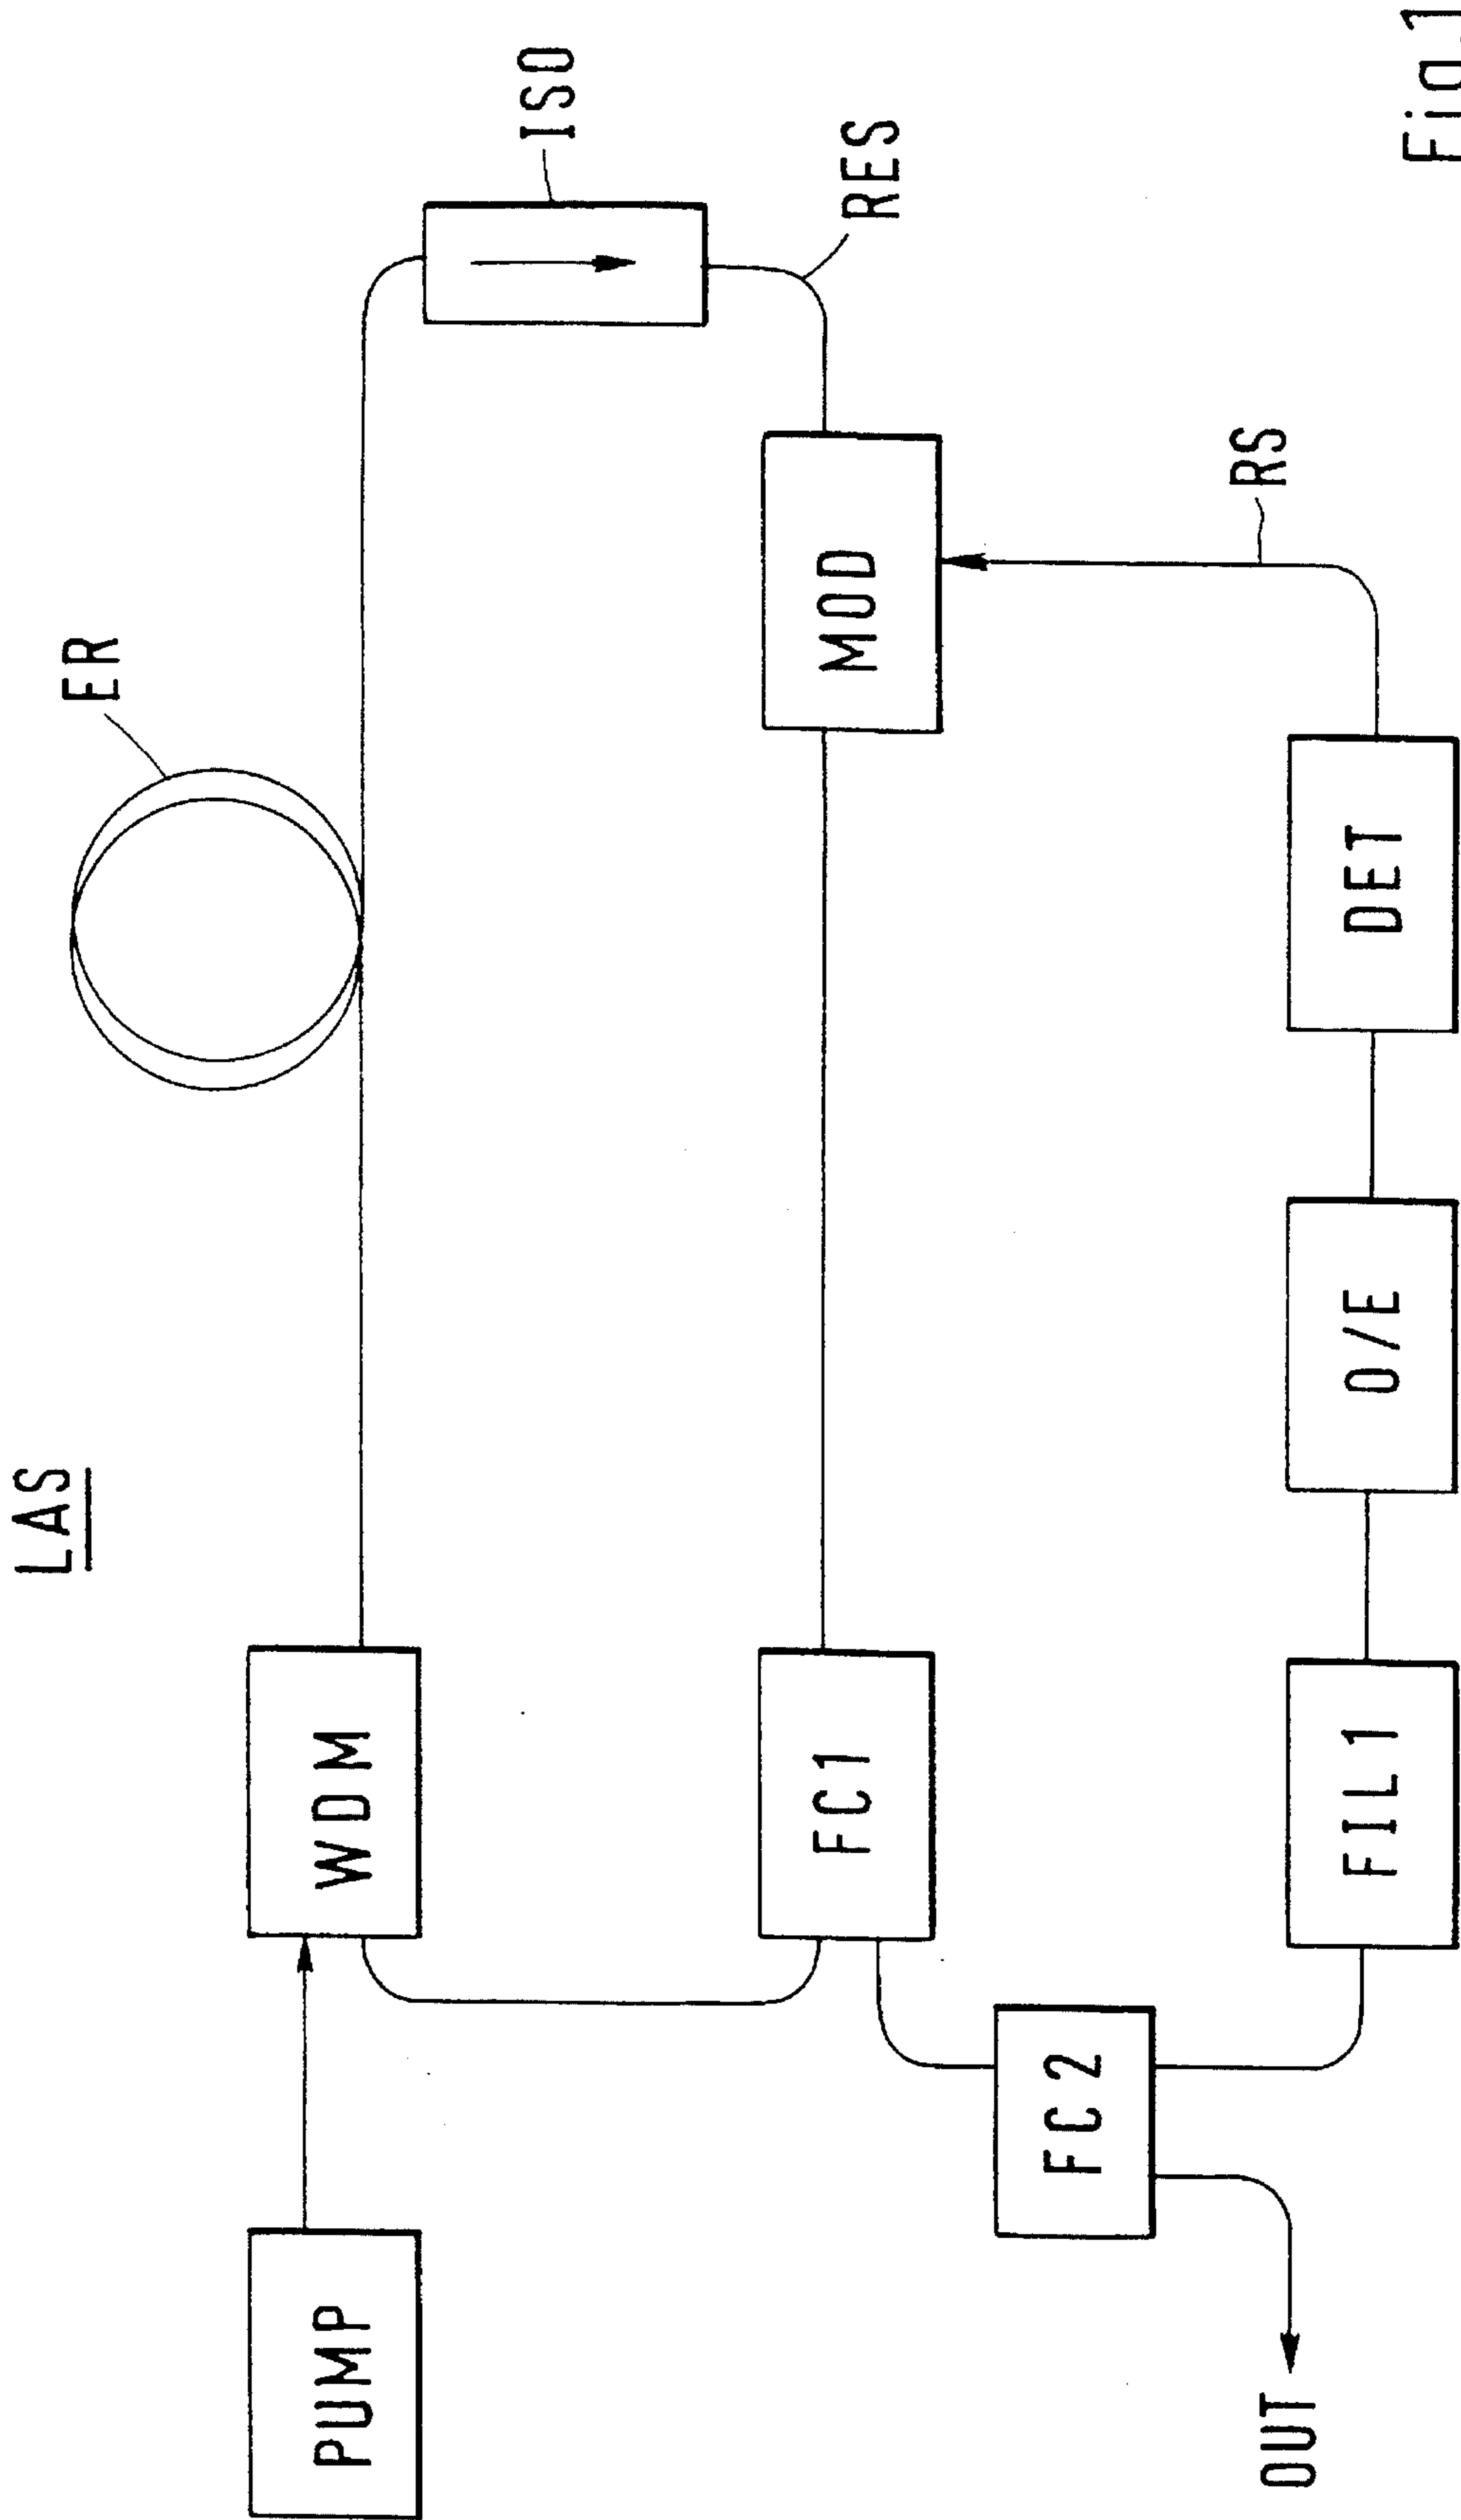 LAS
ER
ISO
PUMP
WDM
RES
FC1
MOD
FC2
RS
OUT
FIL1
O/E
DET
Fig.1